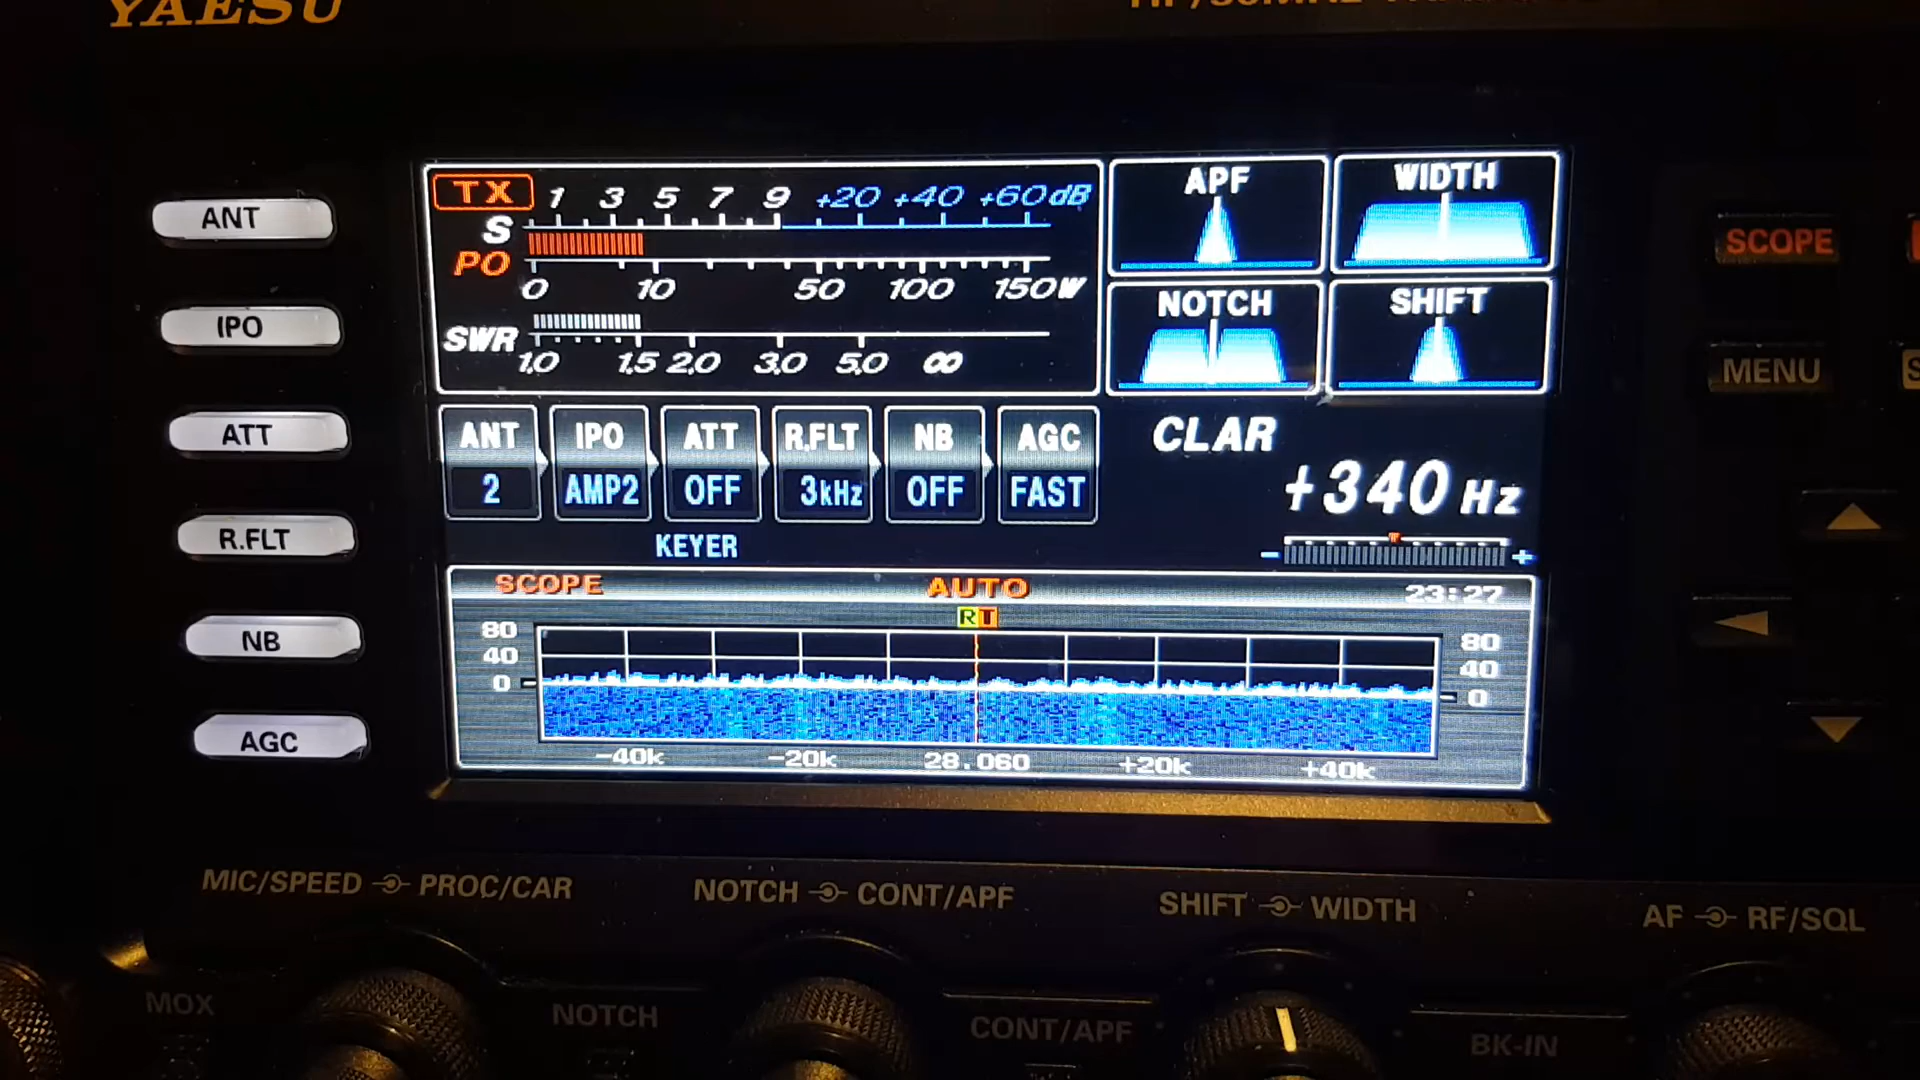 YAESU
ANT
IPO
ATT
R.FLT
NB
AGC
TX 1 3 5 7 9 +20 +40 +60dB
S
PO
0 10 50 100 150W
SWR
1.0 1.5 2.0 3.0 5.0 ∞
APF
WIDTH
NOTCH
SHIFT
ANT IPO ATT R.FLT NB AGC
2 AMP2 OFF 3kHz OFF FAST
KEYER
CLAR
+340 Hz
- +
SCOPE AUTO 23:27
R T
80 80
40 40
0 0
-40k -20k 28.060 +20k +40k
SCOPE
MENU
MIC/SPEED PROC/CAR
NOTCH CONT/APF
SHIFT WIDTH
AF RF/SQL
MOX
NOTCH
CONT/APF
BK-IN